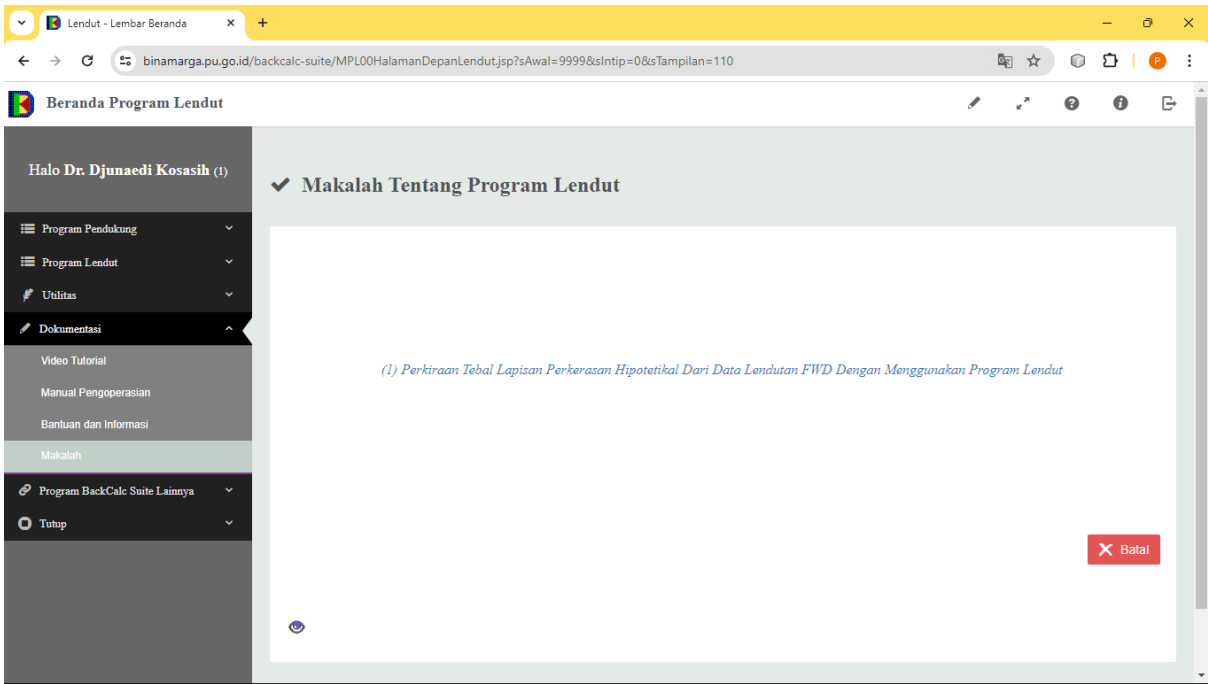 Lendut - Lembar Beranda
binamarga.pu.go.id/backcalc-suite/MPL00HalamanDepanLendut.jsp?sAwal=9999&sIntip=0&sTampilan=110
P
Beranda Program Lendut
Halo Dr. Djunaedi Kosasih (1)
Program Pendukung
Program Lendut
Utilitas
Dokumentasi
Video Tutorial
Manual Pengoperasian
Bantuan dan Informasi
Makalah
Program BackCalc Suite Lainnya
Tutup
Makalah Tentang Program Lendut
(1) Perkiraan Tebal Lapisan Perkerasan Hipotetikal Dari Data Lendutan FWD Dengan Menggunakan Program Lendut
Batal